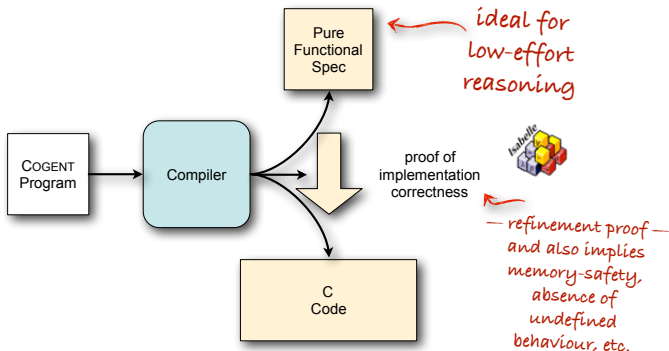 Pure
Functional
Spec
ideal for
low-effort
reasoning
COGENT
Program
Compiler
proof of
implementation
correctness
Isabelle
– refinement proof –
and also implies
memory-safety,
absence of
undefined
behaviour, etc.
C
Code